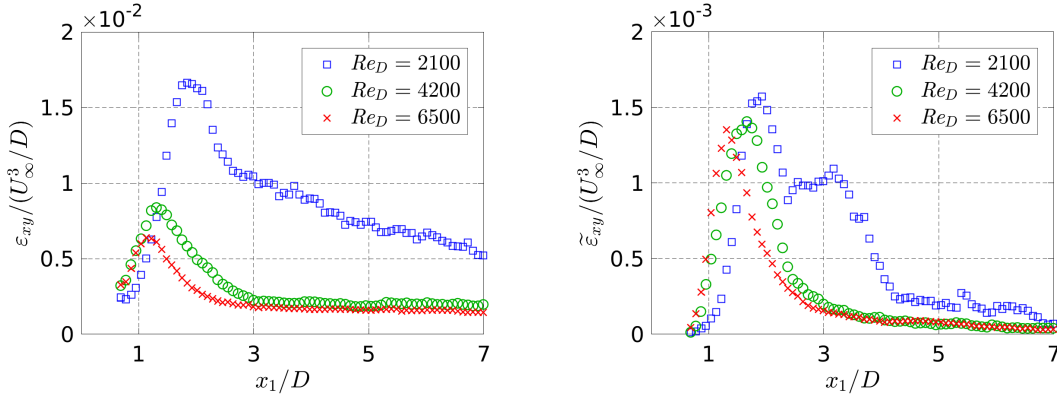 ×10⁻²
2
1.5
1
0.5
0
1 3 5 7
x₁/D
ε_xy/(U³_∞/D)
Re_D = 2100
Re_D = 4200
Re_D = 6500
×10⁻³
2
1.5
1
0.5
0
1 3 5 7
x₁/D
ε̃_xy/(U³_∞/D)
Re_D = 2100
Re_D = 4200
Re_D = 6500